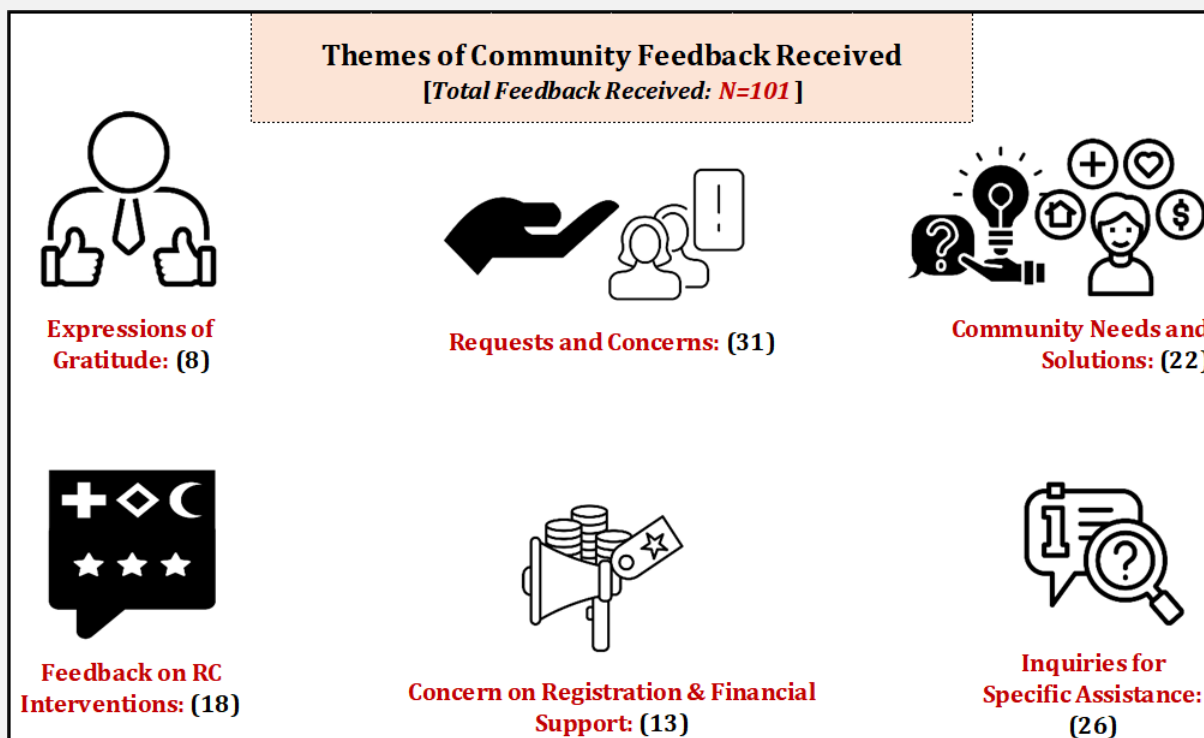 Themes of Community Feedback Received
[Total Feedback Received: N=101 ]
Expressions of
Gratitude: (8)
Requests and Concerns: (31)
Community Needs and
Solutions: (22)
Feedback on RC
Interventions: (18)
Concern on Registration & Financial
Support: (13)
Inquiries for
Specific Assistance:
(26)